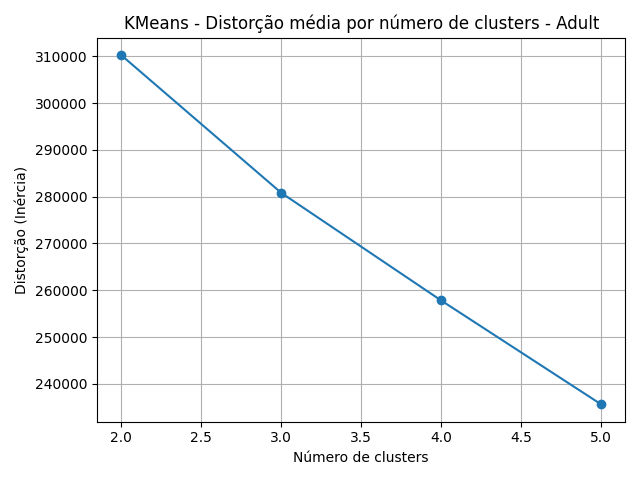 KMeans - Distorção média por número de clusters - Adult
310000
300000
290000
280000
270000
260000
250000
240000
Distorção (Inércia)
2.0 2.5 3.0 3.5 4.0 4.5 5.0
Número de clusters